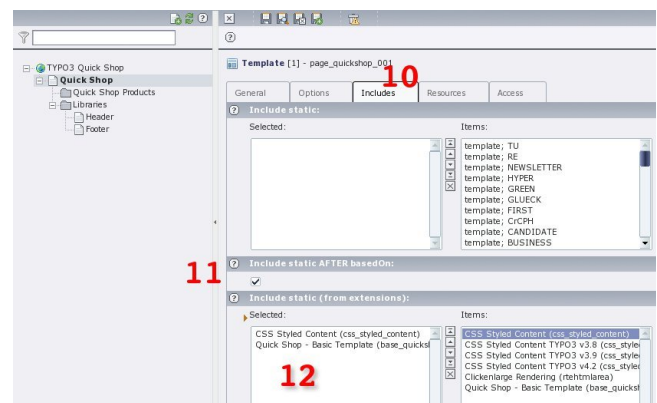 TYPO3 Quick Shop
Quick Shop
Quick Shop Products
Libraries
Header
Footer
Template [1] - page_quickshop_001
10
General Options Includes Resources Access
Include static:
Selected: Items:
template; TU
template; RE
template; NEWSLETTER
template; HYPER
template; GREEN
template; GLUECK
template; FIRST
template; CrCPH
template; CANDIDATE
template; BUSINESS
11
Include static AFTER basedOn:
Include static (from extensions):
Selected: Items:
CSS Styled Content (css_styled_content)
Quick Shop - Basic Template (base_quicksl
12
CSS Styled Content (css_styled_content)
CSS Styled Content TYPO3 v3.8 (css_style
CSS Styled Content TYPO3 v3.9 (css_style
CSS Styled Content TYPO3 v4.2 (css_style
Clickenlarge Rendering (rtehtmlarea)
Quick Shop - Basic Template (base_quickst